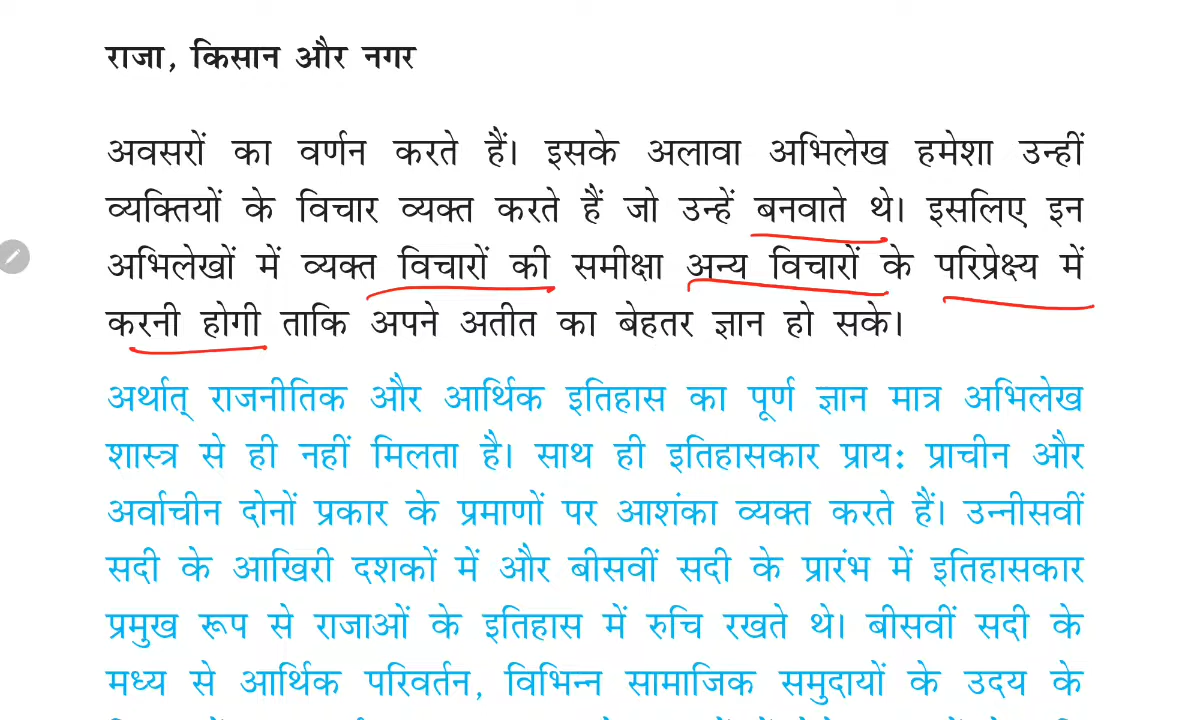 राजा, किसान और नगर
अवसरों का वर्णन करते हैं। इसके अलावा अभिलेख हमेशा उन्हीं
व्यक्तियों के विचार व्यक्त करते हैं जो उन्हें बनवाते थे। इसलिए इन
अभिलेखों में व्यक्त विचारों की समीक्षा अन्य विचारों के परिप्रेक्ष्य में
करनी होगी ताकि अपने अतीत का बेहतर ज्ञान हो सके।
अर्थात् राजनीतिक और आर्थिक इतिहास का पूर्ण ज्ञान मात्र अभिलेख
शास्त्र से ही नहीं मिलता है। साथ ही इतिहासकार प्राय: प्राचीन और
अर्वाचीन दोनों प्रकार के प्रमाणों पर आशंका व्यक्त करते हैं। उन्नीसवीं
सदी के आखिरी दशकों में और बीसवीं सदी के प्रारंभ में इतिहासकार
प्रमुख रूप से राजाओं के इतिहास में रुचि रखते थे। बीसवीं सदी के
मध्य से आर्थिक परिवर्तन, विभिन्न सामाजिक समुदायों के उदय के